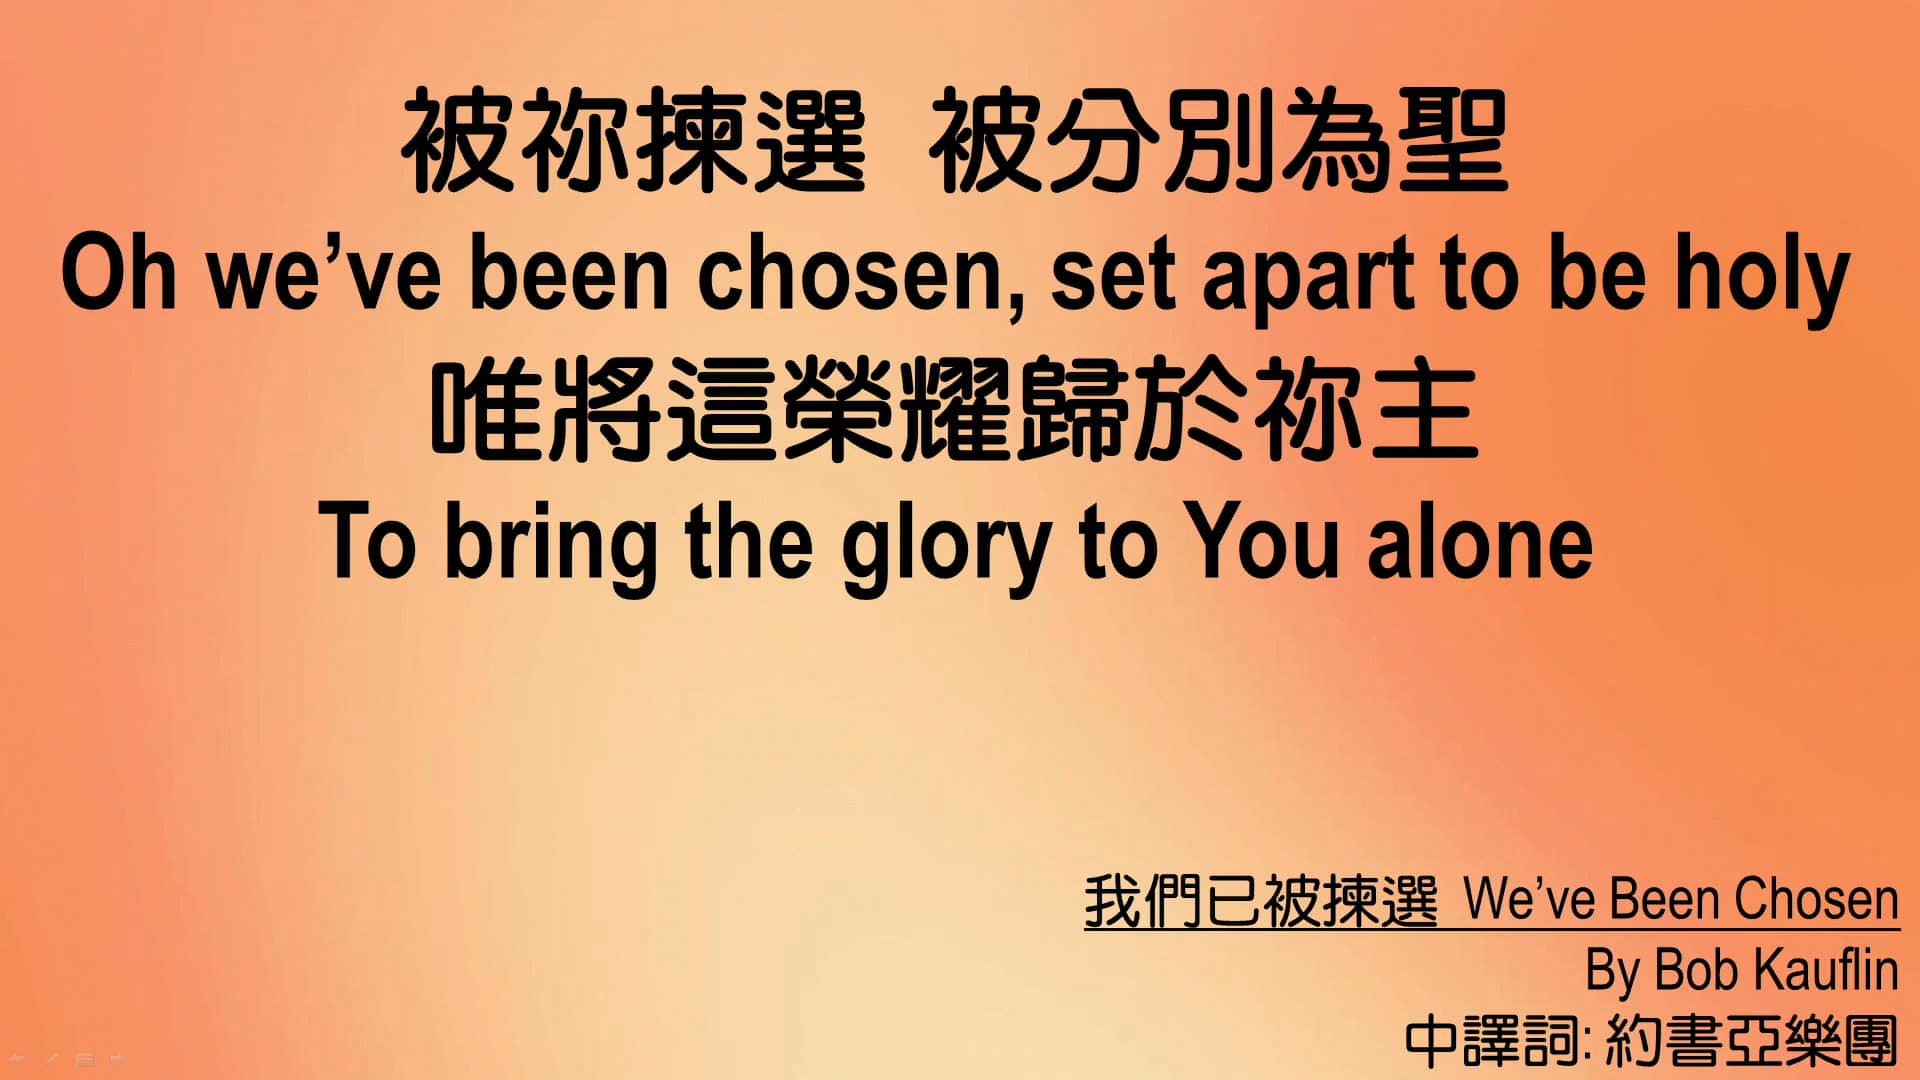 被祢揀選 被分別為聖
Oh we’ve been chosen, set apart to be holy
唯將這榮耀歸於祢主
To bring the glory to You alone
我們已被揀選 We’ve Been Chosen
By Bob Kauflin
中譯詞: 約書亞樂團